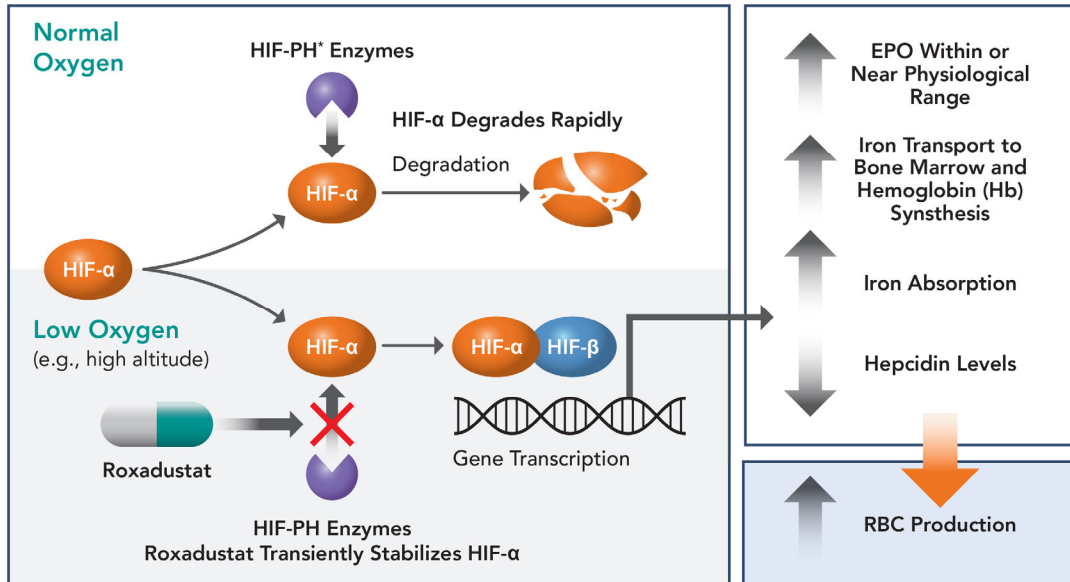 Normal
Oxygen
HIF-PH* Enzymes
HIF-α Degrades Rapidly
Degradation
HIF-α
HIF-α
Low Oxygen
(e.g., high altitude)
HIF-α
HIF-α
HIF-β
Roxadustat
Gene Transcription
HIF-PH Enzymes
Roxadustat Transiently Stabilizes HIF-α
EPO Within or
Near Physiological
Range
Iron Transport to
Bone Marrow and
Hemoglobin (Hb)
Synsthesis
Iron Absorption
Hepcidin Levels
RBC Production